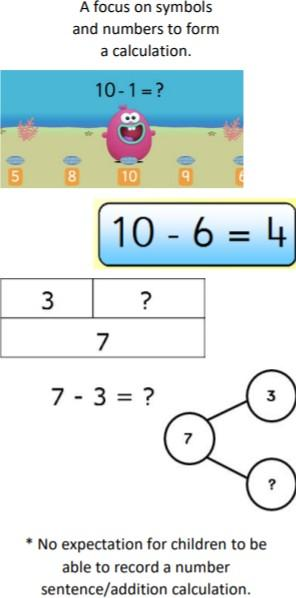 A focus on symbols
and numbers to form
a calculation.
10-1=?
5 8 10 9 6
10 - 6 = 4
3 ?
7
7 - 3 = ?
3
7
?
* No expectation for children to be
able to record a number
sentence/addition calculation.